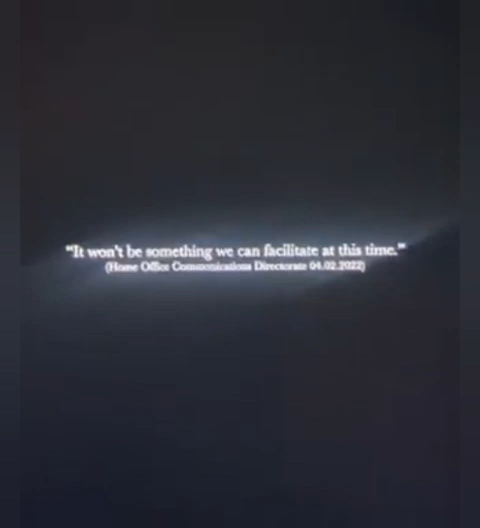 “It won't be something we can facilitate at this time.”
(Home Office Communications Directorate 04.02.2022)